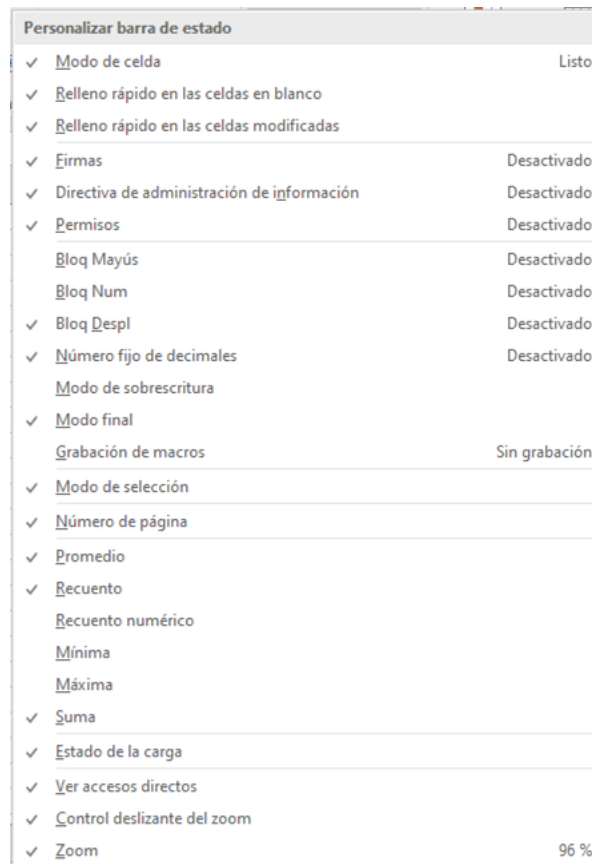 Personalizar barra de estado
Modo de celda Listo
Relleno rápido en las celdas en blanco
Relleno rápido en las celdas modificadas
Firmas Desactivado
Directiva de administración de información Desactivado
Permisos Desactivado
Bloq Mayús Desactivado
Bloq Num Desactivado
Bloq Despl Desactivado
Número fijo de decimales Desactivado
Modo de sobrescritura
Modo final
Grabación de macros Sin grabación
Modo de selección
Número de página
Promedio
Recuento
Recuento numérico
Mínima
Máxima
Suma
Estado de la carga
Ver accesos directos
Control deslizante del zoom
Zoom 96 %